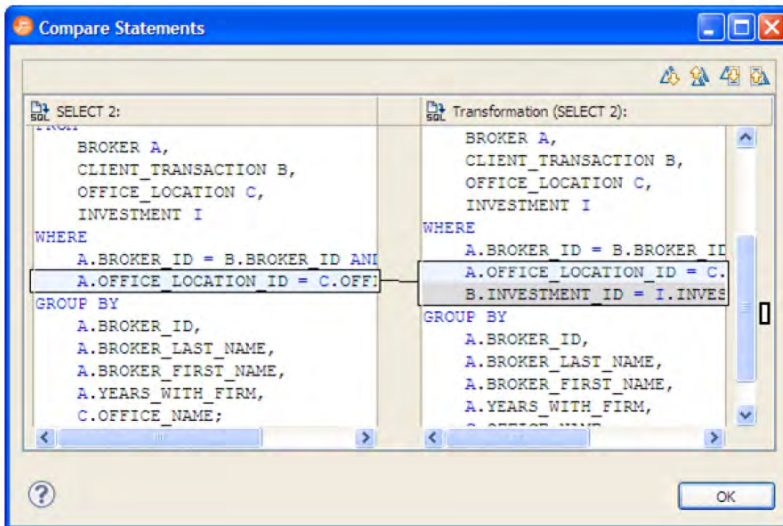 Compare Statements
SELECT 2:
FROM
BROKER A,
CLIENT_TRANSACTION B,
OFFICE_LOCATION C,
INVESTMENT I
WHERE
A.BROKER_ID = B.BROKER_ID AND
A.OFFICE_LOCATION_ID = C.OFFI
GROUP BY
A.BROKER_ID,
A.BROKER_LAST_NAME,
A.BROKER_FIRST_NAME,
A.YEARS_WITH_FIRM,
C.OFFICE_NAME;
Transformation (SELECT 2):
BROKER A,
CLIENT_TRANSACTION B,
OFFICE_LOCATION C,
INVESTMENT I
WHERE
A.BROKER_ID = B.BROKER_ID
A.OFFICE_LOCATION_ID = C.
B.INVESTMENT_ID = I.INVES
GROUP BY
A.BROKER_ID,
A.BROKER_LAST_NAME,
A.BROKER_FIRST_NAME,
A.YEARS_WITH_FIRM,
C.OFFICE_NAME
OK